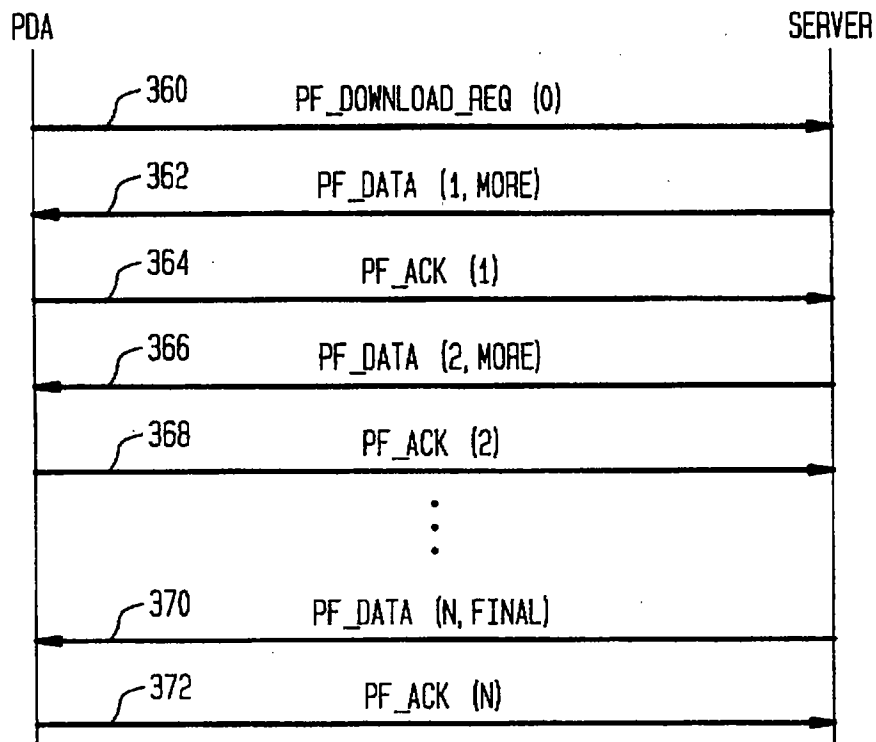 PDA SERVER
360 PF_DOWNLOAD_REQ (0)
362 PF_DATA (1, MORE)
364 PF_ACK (1)
366 PF_DATA (2, MORE)
368 PF_ACK (2)
370 PF_DATA (N, FINAL)
372 PF_ACK (N)